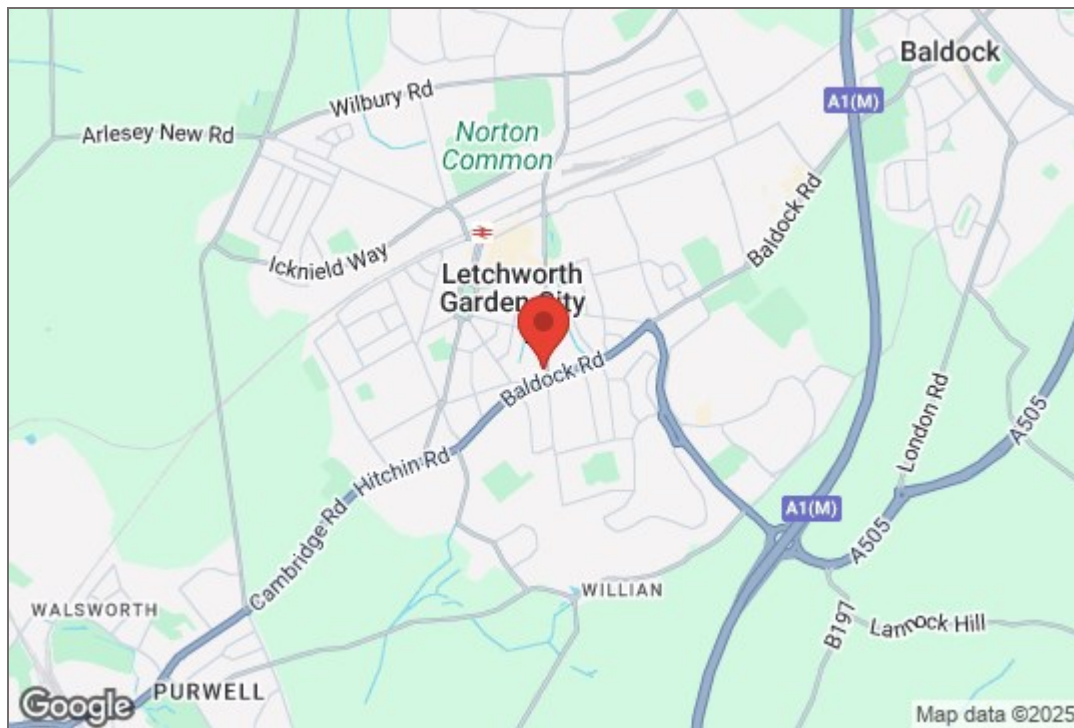 Baldock
A1(M)
Wilbury Rd
Arlesey New Rd
Norton
Common
Baldock Rd
Icknield Way
Letchworth
Garden City
Baldock Rd
London Rd
A505
Hitchin Rd
A1(M)
A505
Cambridge Rd
WILLIAN
WALSWORTH
B197
Lannock Hill
PURWELL
Google
Map data ©2025